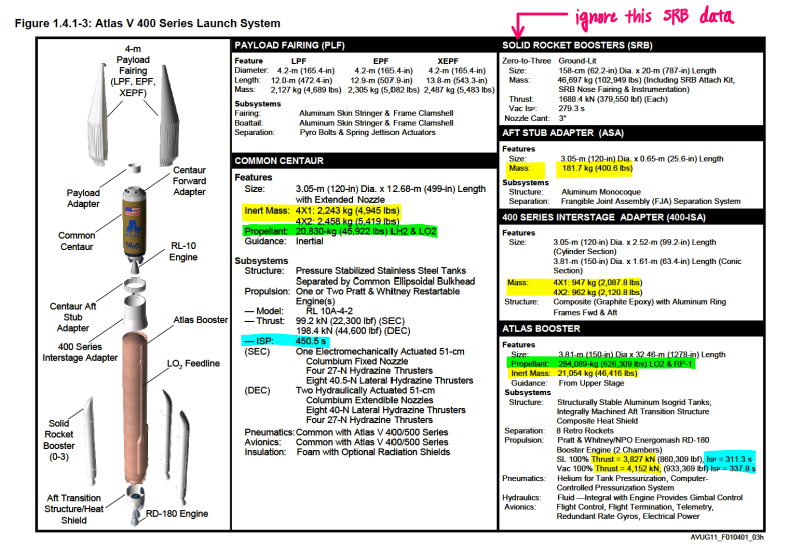 ignore this SRB data
Figure 1.4.1-3: Atlas V 400 Series Launch System
4-m
Payload
Fairing
(LPF, EPF,
XEPF)
Payload
Adapter
Centaur
Forward
Adapter
Common
Centaur
RL-10
Engine
Centaur Aft
Stub
Adapter
Atlas Booster
400 Series
Interstage Adapter
LO2 Feedline
Solid
Rocket
Booster
(0-3)
Aft Transition
Structure/Heat
Shield
RD-180 Engine
PAYLOAD FAIRING (PLF)
Feature LPF EPF XEPF
Diameter: 4.2-m (165.4-in) 4.2-m (165.4-in) 4.2-m (165.4-in)
Length: 12.0-m (472.4-in) 12.9-m (507.9-in) 13.8-m (543.3-in)
Mass: 2,127 kg (4,689 lbs) 2,305 kg (5,082 lbs) 2,487 kg (5,483 lbs)
Subsystems
Fairing: Aluminum Skin Stringer & Frame Clamshell
Boattail: Aluminum Skin Stringer & Frame Clamshell
Separation: Pyro Bolts & Spring Jettison Actuators
COMMON CENTAUR
Features
Size: 3.05-m (120-in) Dia. x 12.68-m (499-in) Length
with Extended Nozzle
Inert Mass: 4X1: 2,243 kg (4,945 lbs)
4X2: 2,458 kg (5,419 lbs)
Propellant: 20,830-kg (45,922 lbs) LH2 & LO2
Guidance: Inertial
Subsystems
Structure: Pressure Stabilized Stainless Steel Tanks
Separated by Common Ellipsoidal Bulkhead
Propulsion: One or Two Pratt & Whitney Restartable
Engine(s)
— Model: RL 10A-4-2
— Thrust: 99.2 kN (22,300 lbf) (SEC)
198.4 kN (44,600 lbf) (DEC)
— ISP: 450.5 s
(SEC) One Electromechanically Actuated 51-cm
Columbium Fixed Nozzle
Four 27-N Hydrazine Thrusters
Eight 40.5-N Lateral Hydrazine Thrusters
(DEC) Two Hydraulically Actuated 51-cm
Columbium Extendible Nozzles
Eight 40-N Lateral Hydrazine Thrusters
Four 27-N Hydrazine Thrusters
Pneumatics: Common with Atlas V 400/500 Series
Avionics: Common with Atlas V 400/500 Series
Insulation: Foam with Optional Radiation Shields
SOLID ROCKET BOOSTERS (SRB)
Zero-to-Three Ground-Lit
Size: 158-cm (62.2-in) Dia. x 20-m (787-in) Length
Mass: 46,697 kg (102,949 lbs) (Including SRB Attach Kit,
SRB Nose Fairing & Instrumentation)
Thrust: 1688.4 kN (379,550 lbf) (Each)
Vac ISP: 279.3 s
Nozzle Cant: 3°
AFT STUB ADAPTER (ASA)
Features
Size: 3.05-m (120-in) Dia. x 0.65-m (25.6-in) Length
Mass: 181.7 kg (400.6 lbs)
Subsystems
Structure: Aluminum Monocoque
Separation: Frangible Joint Assembly (FJA) Separation System
400 SERIES INTERSTAGE ADAPTER (400-ISA)
Features
Size: 3.05-m (120-in) Dia. x 2.52-m (99.2-in) Length
(Cylinder Section)
3.81-m (150-in) Dia. x 1.61-m (63.4-in) Length (Conic
Section)
Mass: 4X1: 947 kg (2,087.8 lbs)
4X2: 962 kg (2,120.8 lbs)
Structure: Composite (Graphite Epoxy) with Aluminum Ring
Frames Fwd & Aft
ATLAS BOOSTER
Features
Size: 3.81-m (150-in) Dia x 32.46-m (1278-in) Length
Propellant: 284,089-kg (626,309 lbs) LO2 & RP-1
Inert Mass: 21,054 kg (46,416 lbs)
Guidance: From Upper Stage
Subsystems
Structure: Structurally Stable Aluminum Isogrid Tanks;
Integrally Machined Aft Transition Structure
Composite Heat Shield
Separation: 8 Retro Rockets
Propulsion: Pratt & Whitney/NPO Energomash RD-180
Booster Engine (2 Chambers)
SL 100% Thrust = 3,827 kN (860,309 lbf), ISP = 311.3 s
Vac 100% Thrust = 4,152 kN, (933,369 lbf) ISP = 337.8 s
Pneumatics: Helium for Tank Pressurization, Computer-
Controlled Pressurization System
Hydraulics: Fluid —Integral with Engine Provides Gimbal Control
Avionics: Flight Control, Flight Termination, Telemetry,
Redundant Rate Gyros, Electrical Power
AVUG11_F010401_03h